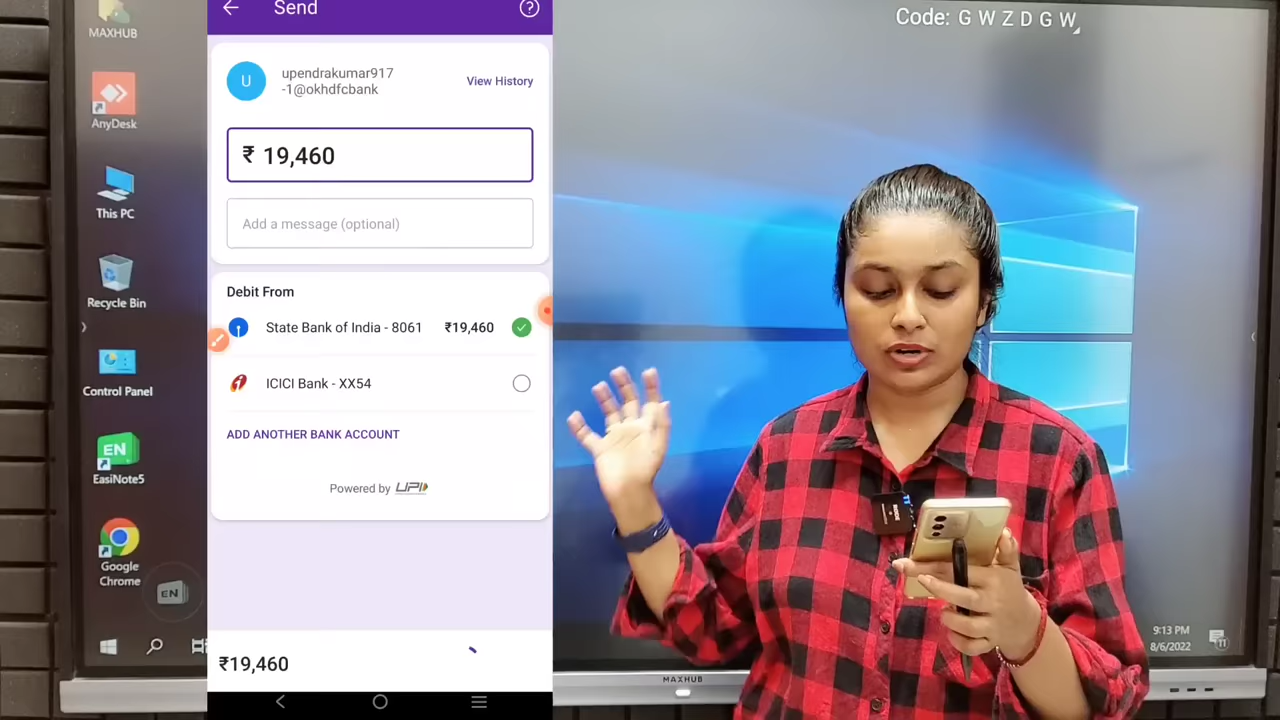 MAXHUB
AnyDesk
This PC
Recycle Bin
Control Panel
EN
EasiNote5
Google
Chrome
EN
Send
?
U
upendrakumar917
-1@okhdfcbank
View History
₹ 19,460
Add a message (optional)
Debit From
State Bank of India - 8061
₹19,460
ICICI Bank - XX54
ADD ANOTHER BANK ACCOUNT
Powered by UPI
₹19,460
Code: G W Z D G W
9:13 PM
8/6/2022
11
MAXHUB